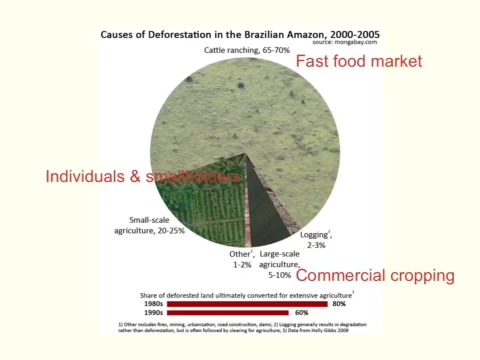 Causes of Deforestation in the Brazilian Amazon, 2000-2005
source: mongabay.com
Cattle ranching, 65-70%
Fast food market
Individuals & smallholders
Small-scale
agriculture, 20-25%
Logging²,
2-3%
Other¹,
1-2%
Large-scale
agriculture,
5-10%
Commercial cropping
Share of deforested land ultimately converted for extensive agriculture³
1980s 80%
1990s 60%
1) Other includes fires, mining, urbanization, road construction, dams; 2) Logging generally results in degradation
rather than deforestation, but is often followed by clearing for agriculture; 3) Data from Holly Gibbs 2009